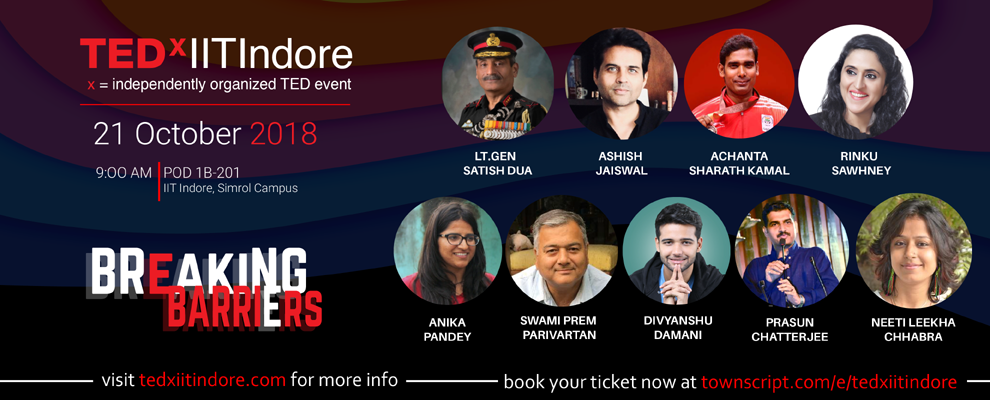 TEDxIITIndore
x = independently organized TED event
21 October 2018
9:00 AM
POD 1B-201
IIT Indore, Simrol Campus
BREAKING
BARRIERS
LT.GEN
SATISH DUA
ASHISH
JAISWAL
ACHANTA
SHARATH KAMAL
RINKU
SAWHNEY
ANIKA
PANDEY
SWAMI PREM
PARIVARTAN
DIVYANSHU
DAMANI
PRASUN
CHATTERJEE
NEETI LEEKHA
CHHABRA
visit tedxiitindore.com for more info
book your ticket now at townscript.com/e/tedxiitindore